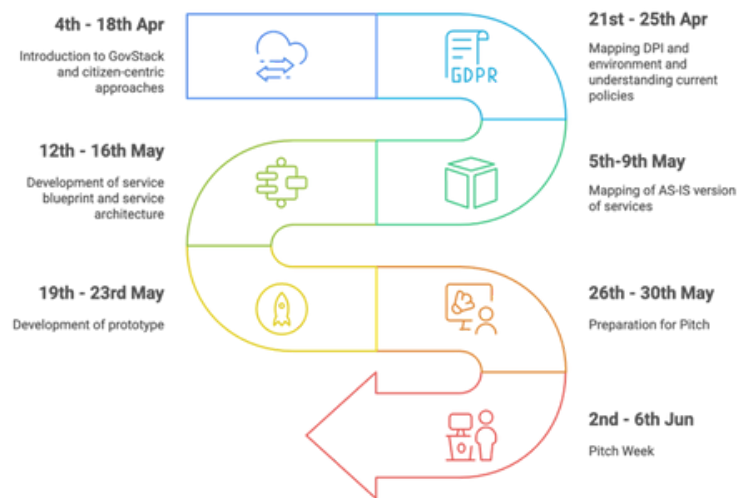 4th - 18th Apr
Introduction to GovStack
and citizen-centric
approaches
GDPR
21st - 25th Apr
Mapping DPI and
environment and
understanding current
policies
12th - 16th May
Development of service
blueprint and service
architecture
5th-9th May
Mapping of AS-IS version
of services
19th - 23rd May
Development of prototype
26th - 30th May
Preparation for Pitch
2nd - 6th Jun
Pitch Week